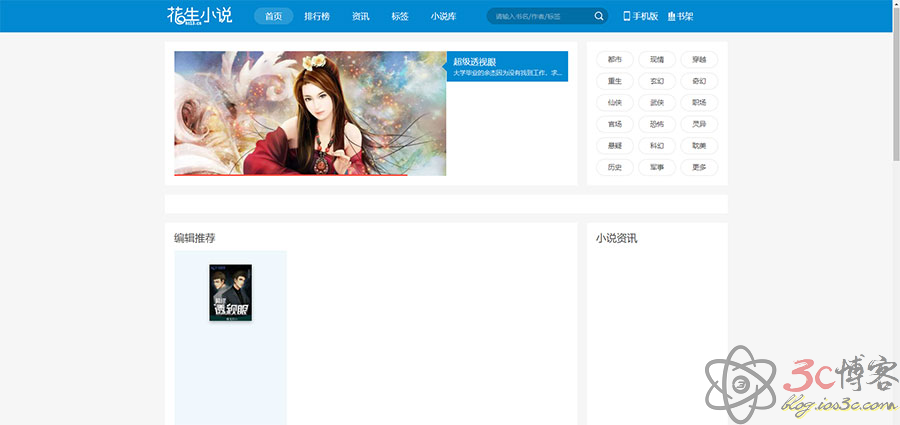 花生小说
首页 排行榜 资讯 标签 小说库 请输入书名/作者/标签 手机版 书架
超级透视眼
大学毕业的余杰因为没有找到工作，求...
都市 现情 穿越
重生 玄幻 奇幻
仙侠 武侠 职场
官场 恐怖 灵异
悬疑 科幻 耽美
历史 军事 更多
编辑推荐
小说资讯
超级
透视眼
3c博客
blog.ios3c.com